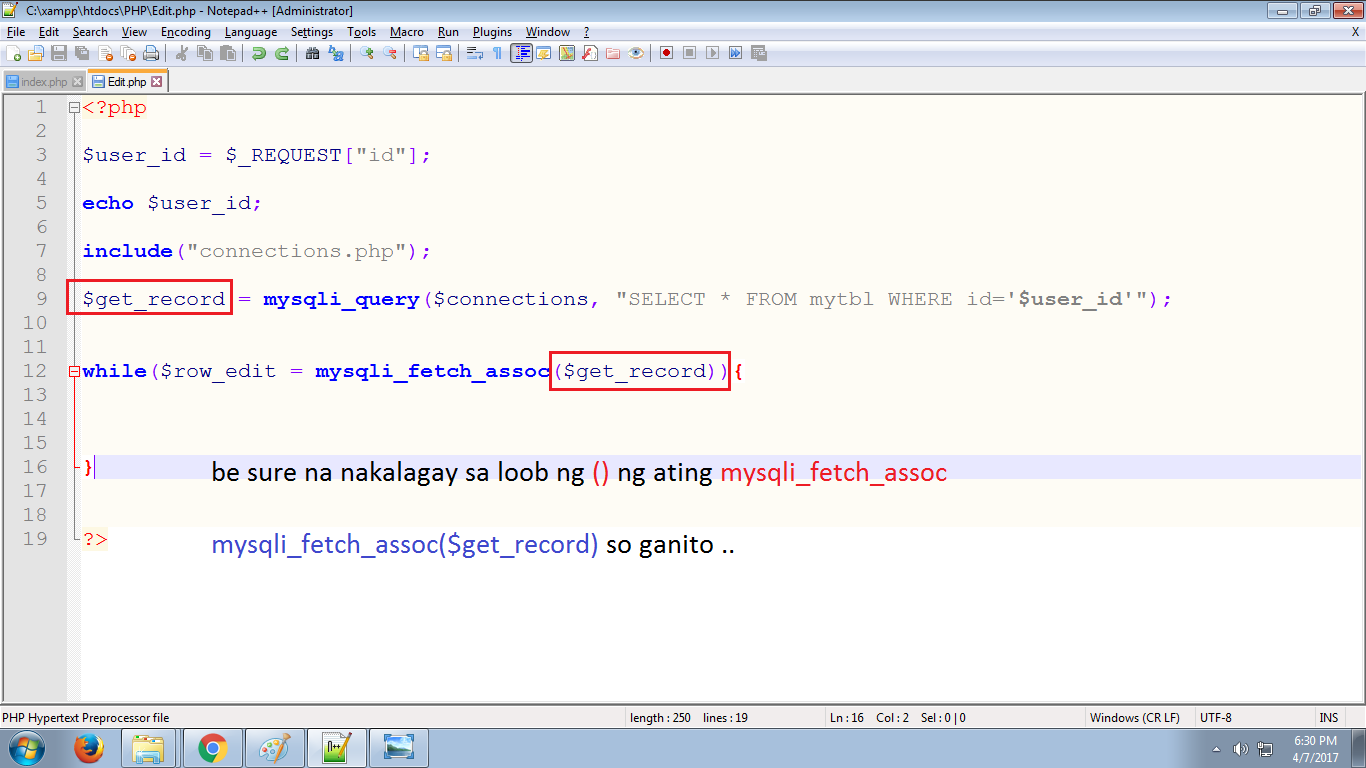 C:\xampp\htdocs\PHP\Edit.php - Notepad++ [Administrator]
File Edit Search View Encoding Language Settings Tools Macro Run Plugins Window ? X
index.php Edit.php
1 <?php
2
3 $user_id = $_REQUEST["id"];
4
5 echo $user_id;
6
7 include("connections.php");
8
9 $get_record = mysqli_query($connections, "SELECT * FROM mytbl WHERE id='$user_id'");
10
11
12 while($row_edit = mysqli_fetch_assoc($get_record)){
13
14
15
16 }
be sure na nakalagay sa loob ng () ng ating mysqli_fetch_assoc
17
18
19 ?>
mysqli_fetch_assoc($get_record) so ganito ..
PHP Hypertext Preprocessor file length : 250 lines : 19 Ln : 16 Col : 2 Sel : 0 | 0 Windows (CR LF) UTF-8 INS
6:30 PM
4/7/2017